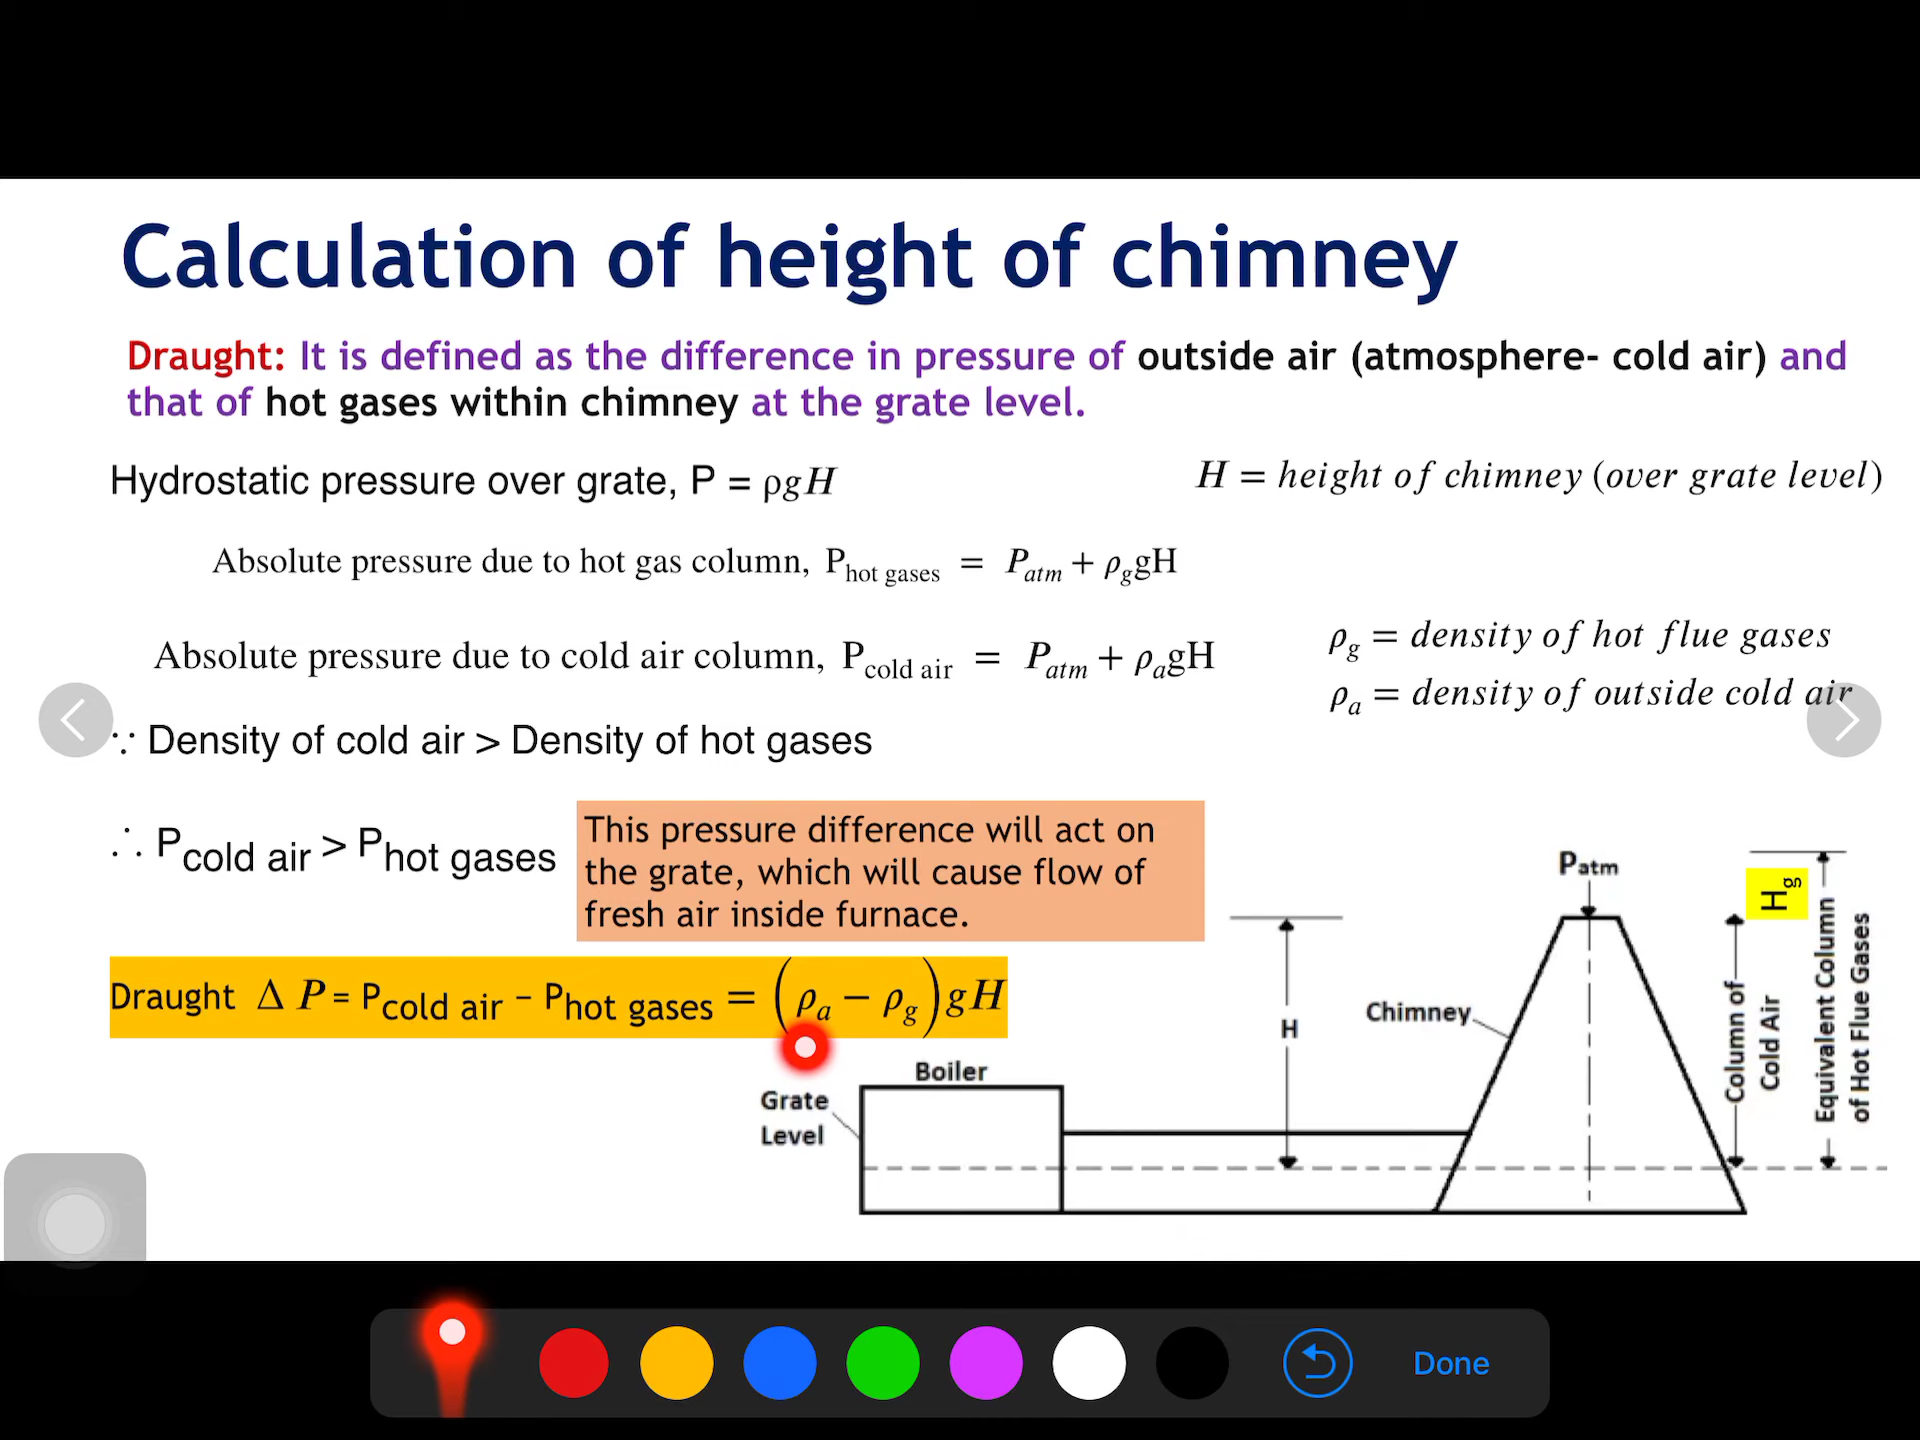 Calculation of height of chimney
Draught: It is defined as the difference in pressure of outside air (atmosphere- cold air) and
that of hot gases within chimney at the grate level.
Hydrostatic pressure over grate, P = ρgH
H = height of chimney (over grate level)
Absolute pressure due to hot gas column, P_hot gases = P_atm + ρ_g gH
Absolute pressure due to cold air column, P_cold air = P_atm + ρ_a gH
ρ_g = density of hot flue gases
ρ_a = density of outside cold air
∵ Density of cold air > Density of hot gases
∴ P_cold air > P_hot gases
This pressure difference will act on
the grate, which will cause flow of
fresh air inside furnace.
Draught Δ P = P_cold air − P_hot gases = (ρ_a − ρ_g) gH
Patm
Hg
H
Chimney
Column of
Cold Air
Equivalent Column
of Hot Flue Gases
Boiler
Grate
Level
Done